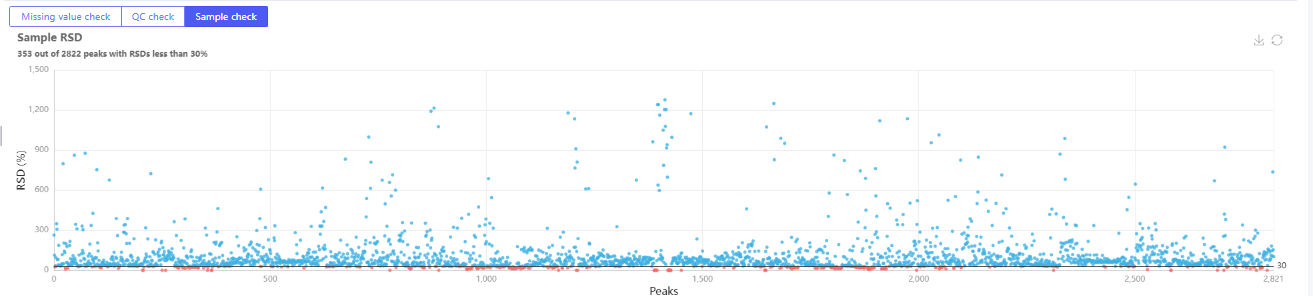 Missing value check QC check Sample check
Sample RSD
353 out of 2822 peaks with RSDs less than 30%
1,500
1,200
900
600
300
0
RSD (%)
30
0 500 1,000 1,500 2,000 2,500 2,821
Peaks